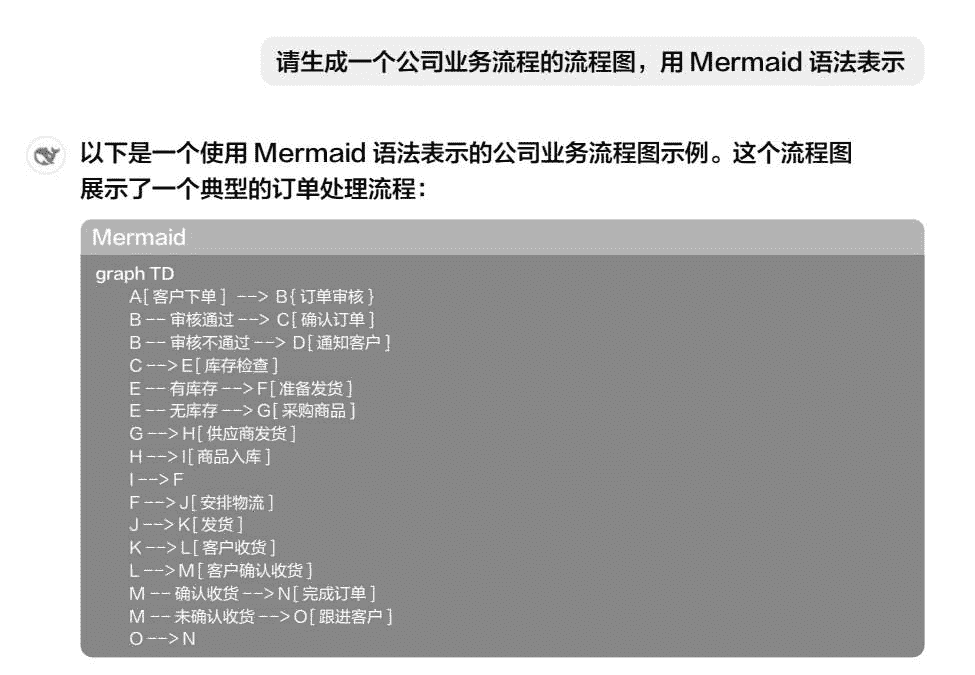 请生成一个公司业务流程的流程图，用 Mermaid 语法表示
以下是一个使用 Mermaid 语法表示的公司业务流程图示例。这个流程图
展示了一个典型的订单处理流程：
Mermaid
graph TD
A[ 客户下单 ] --> B{ 订单审核 }
B -- 审核通过 --> C[ 确认订单 ]
B -- 审核不通过 --> D[ 通知客户 ]
C --> E[ 库存检查 ]
E -- 有库存 --> F[ 准备发货 ]
E -- 无库存 --> G[ 采购商品 ]
G --> H[ 供应商发货 ]
H --> I[ 商品入库 ]
I --> F
F --> J[ 安排物流 ]
J --> K[ 发货 ]
K --> L[ 客户收货 ]
L --> M[ 客户确认收货 ]
M -- 确认收货 --> N[ 完成订单 ]
M -- 未确认收货 --> O[ 跟进客户 ]
O --> N